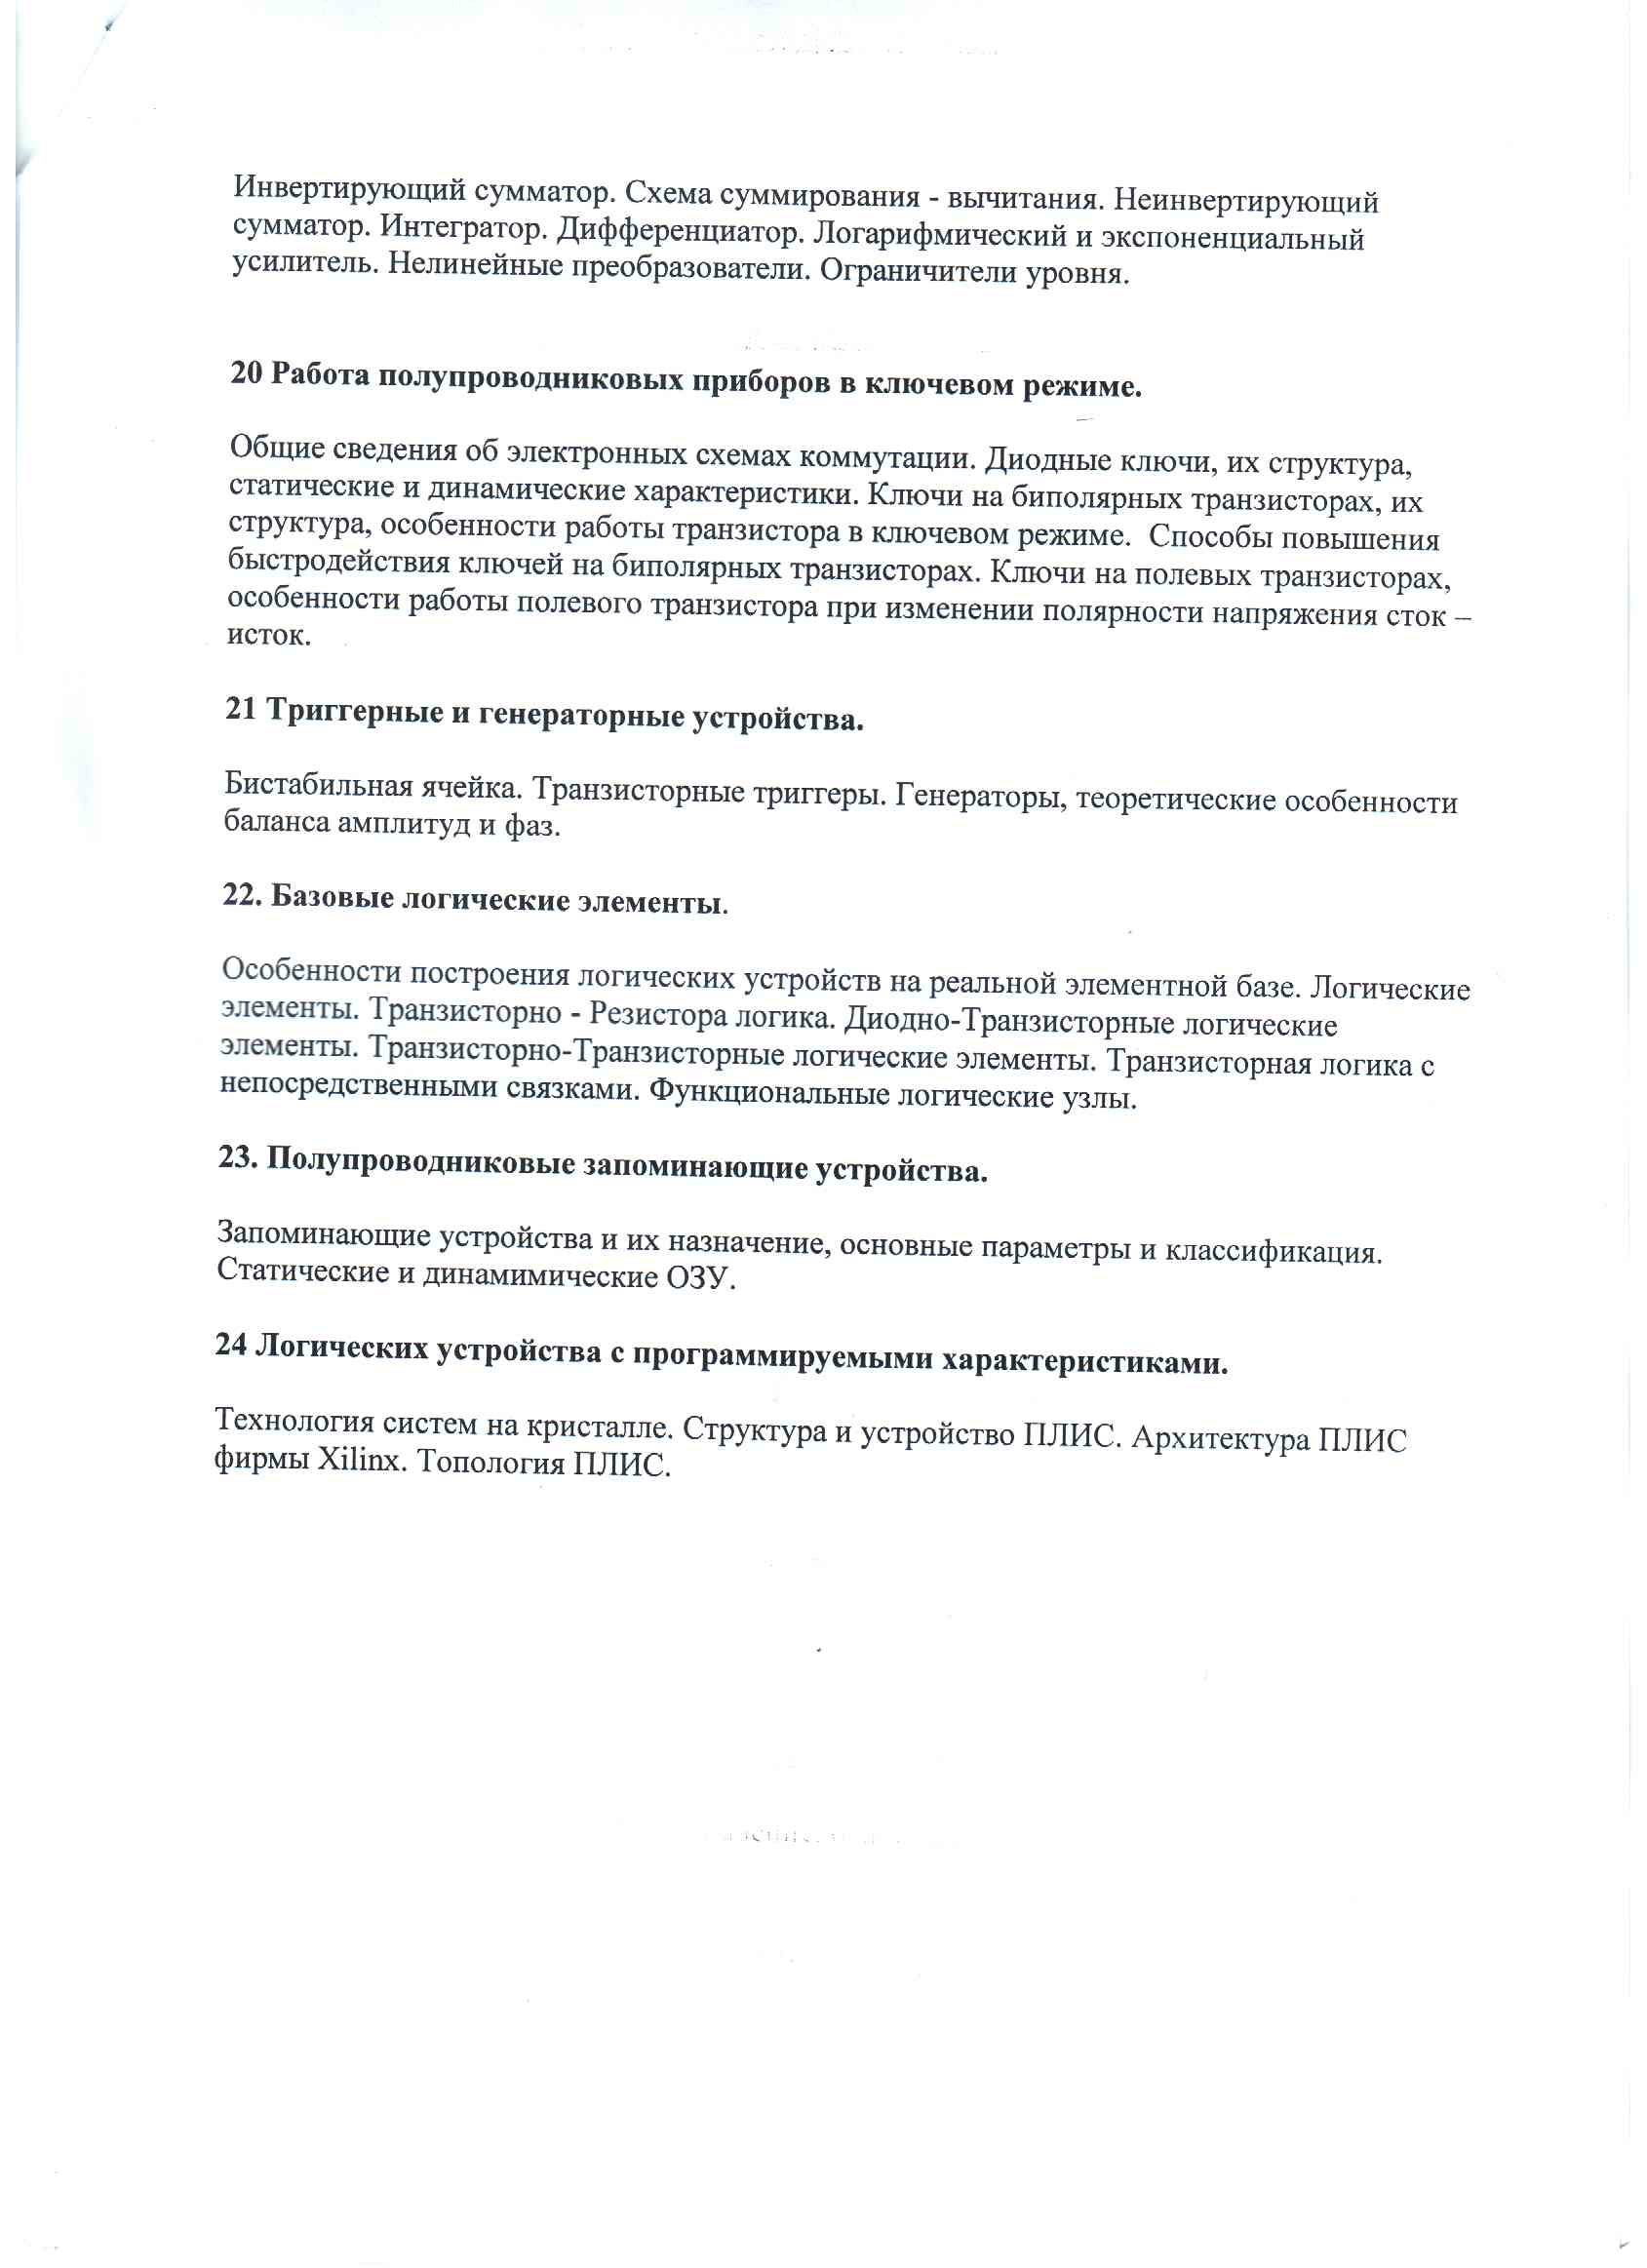 Инвертирующий сумматор. Схема суммирования - вычитания. Неинвертирующий
сумматор. Интегратор. Дифференциатор. Логарифмический и экспоненциальный
усилитель. Нелинейные преобразователи. Ограничители уровня.
20 Работа полупроводниковых приборов в ключевом режиме.
Общие сведения об электронных схемах коммутации. Диодные ключи, их структура,
статические и динамические характеристики. Ключи на биполярных транзисторах, их
структура, особенности работы транзистора в ключевом режиме.  Способы повышения
быстродействия ключей на биполярных транзисторах. Ключи на полевых транзисторах,
особенности работы полевого транзистора при изменении полярности напряжения сток –
исток.
21 Триггерные и генераторные устройства.
Бистабильная ячейка. Транзисторные триггеры. Генераторы, теоретические особенности
баланса амплитуд и фаз.
22. Базовые логические элементы.
Особенности построения логических устройств на реальной элементной базе. Логические
элементы. Транзисторно - Резистора логика. Диодно-Транзисторные логические
элементы. Транзисторно-Транзисторные логические элементы. Транзисторная логика с
непосредственными связками. Функциональные логические узлы.
23. Полупроводниковые запоминающие устройства.
Запоминающие устройства и их назначение, основные параметры и классификация.
Статические и динамимические ОЗУ.
24 Логических устройства с программируемыми характеристиками.
Технология систем на кристалле. Структура и устройство ПЛИС. Архитектура ПЛИС
фирмы Xilinx. Топология ПЛИС.